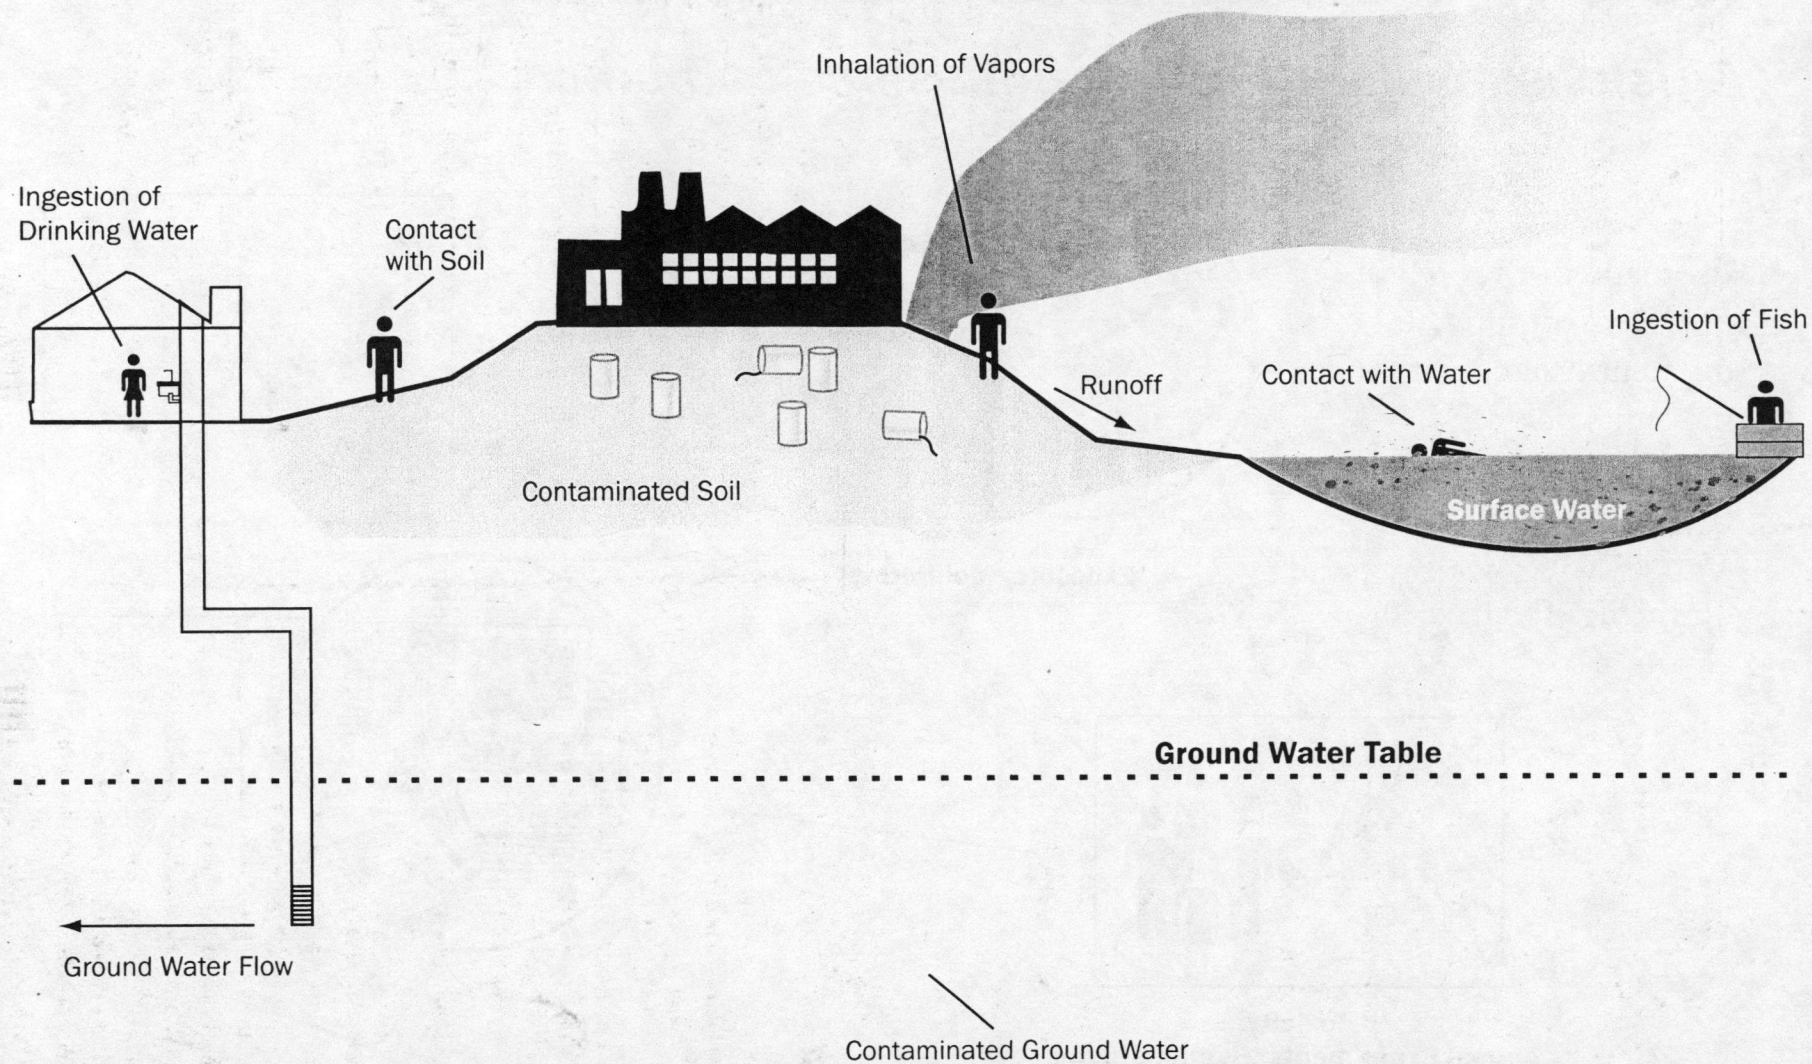 Inhalation of Vapors
Ingestion of
Drinking Water
Contact
with Soil
Ingestion of Fish
Contact with Water
Runoff
Contaminated Soil
Surface Water
Ground Water Table
Ground Water Flow
Contaminated Ground Water